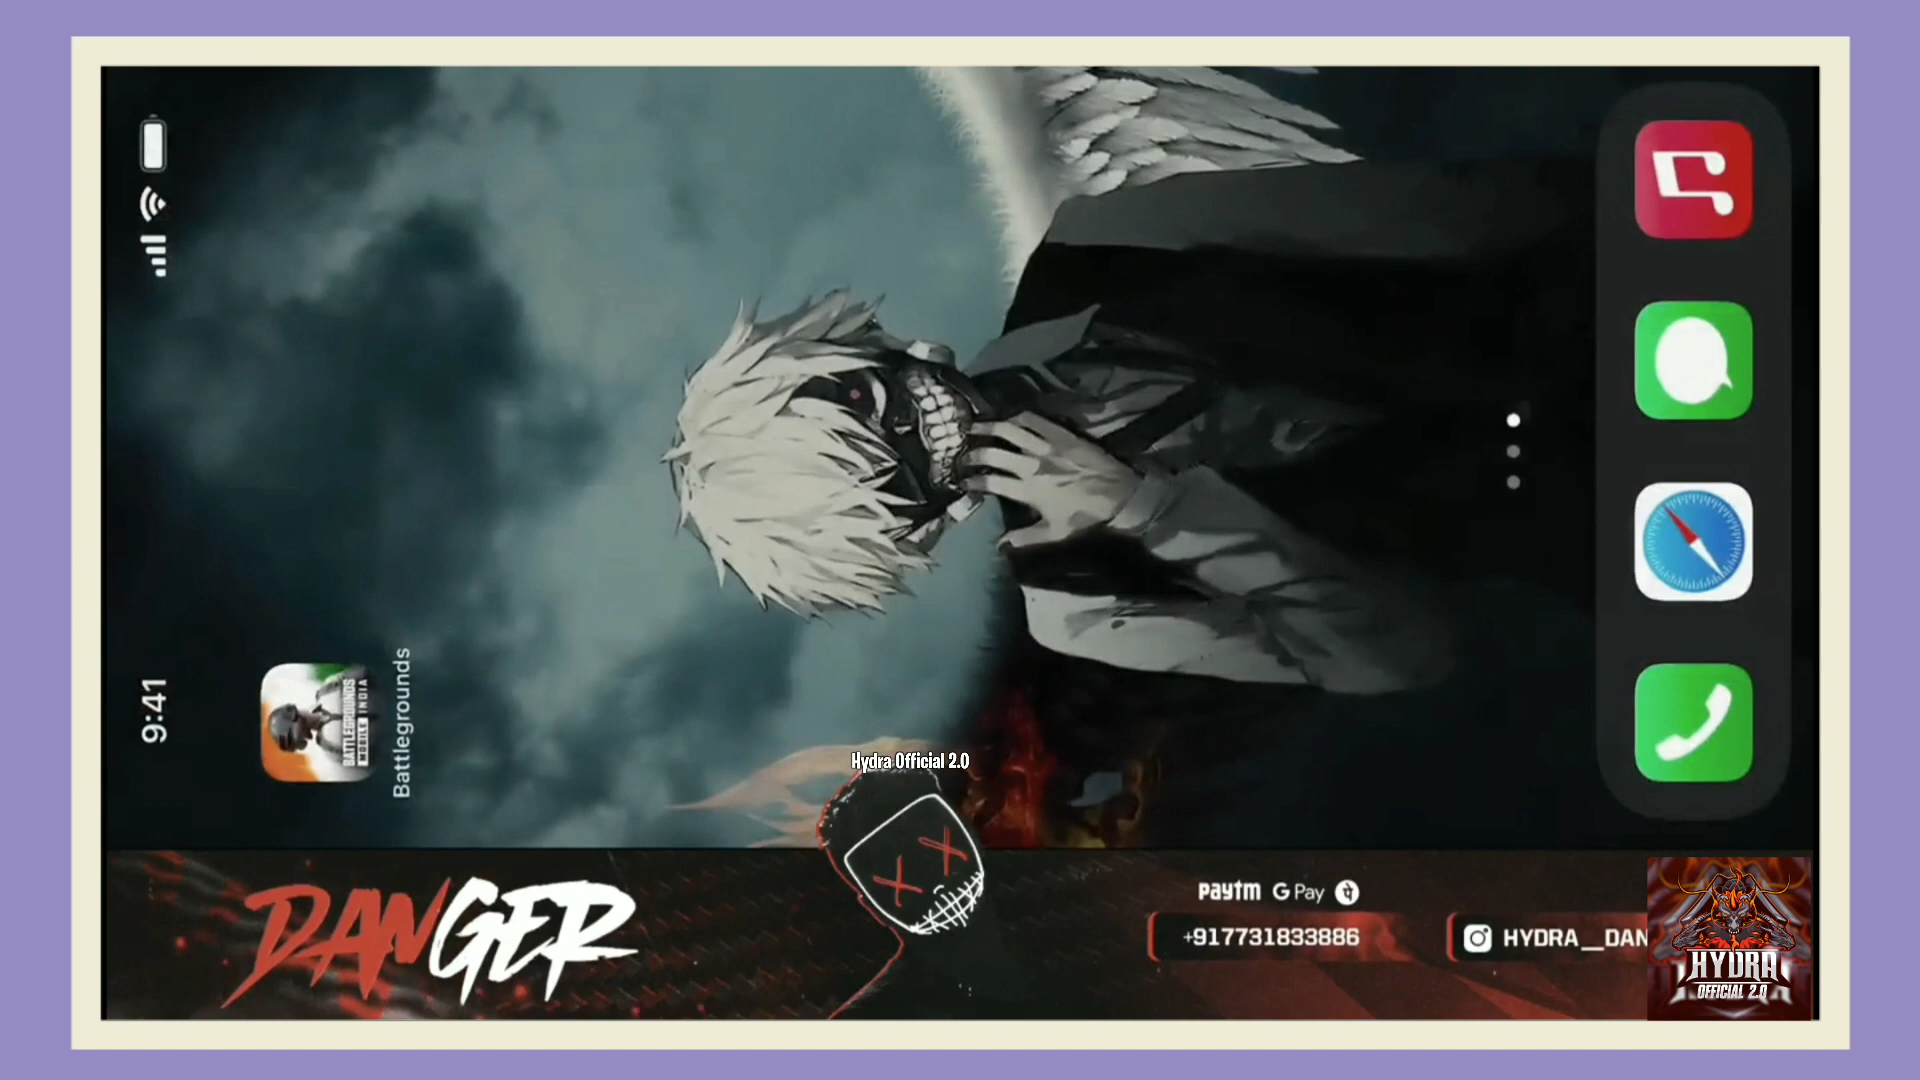 9:41
BATTLEGROUNDS
MOBILE INDIA
Battlegrounds
Hydra Official 2.0
DANGER
paytm G Pay पे
+917731833886
HYDRA__DAN
HYDRA
OFFICIAL 2.0